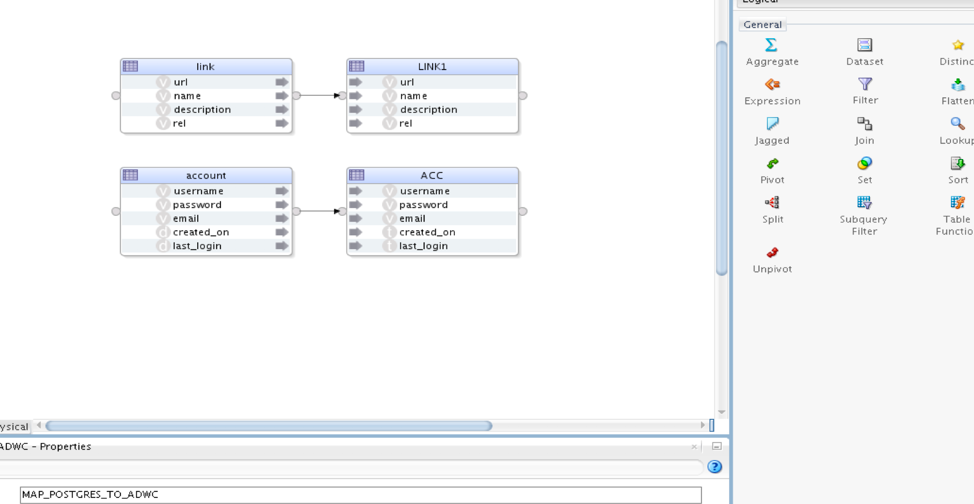 Logical
General
Aggregate Dataset Distinc
Expression Filter Flatten
Jagged Join Lookup
Pivot Set Sort
Split Subquery Filter Table Functio
Unpivot
link LINK1
url url
name name
description description
rel rel
account ACC
username username
password password
email email
created_on created_on
last_login last_login
ysical
ADWC - Properties
MAP_POSTGRES_TO_ADWC